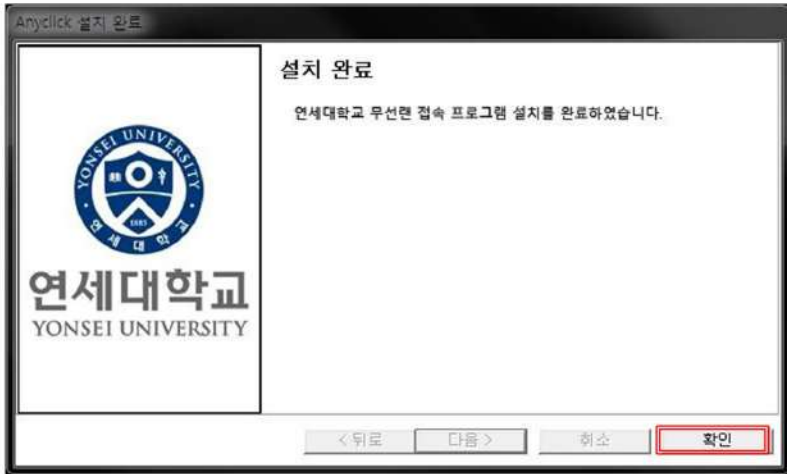 Anyclick 설치 완료
설치 완료
연세대학교 무선랜 접속 프로그램 설치를 완료하였습니다.
YONSEI UNIVERSITY
1885
연세대학교
연세대학교
YONSEI UNIVERSITY
< 뒤로
다음 >
취소
확인